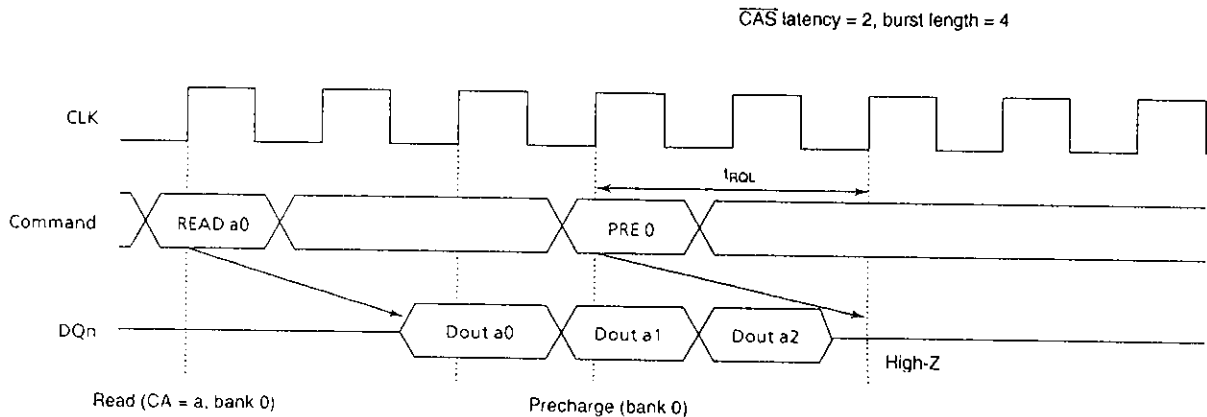 CAS latency = 2, burst length = 4
CLK
tRQL
Command
READ a0
PRE 0
DQn
Dout a0
Dout a1
Dout a2
High-Z
Read (CA = a, bank 0)
Precharge (bank 0)